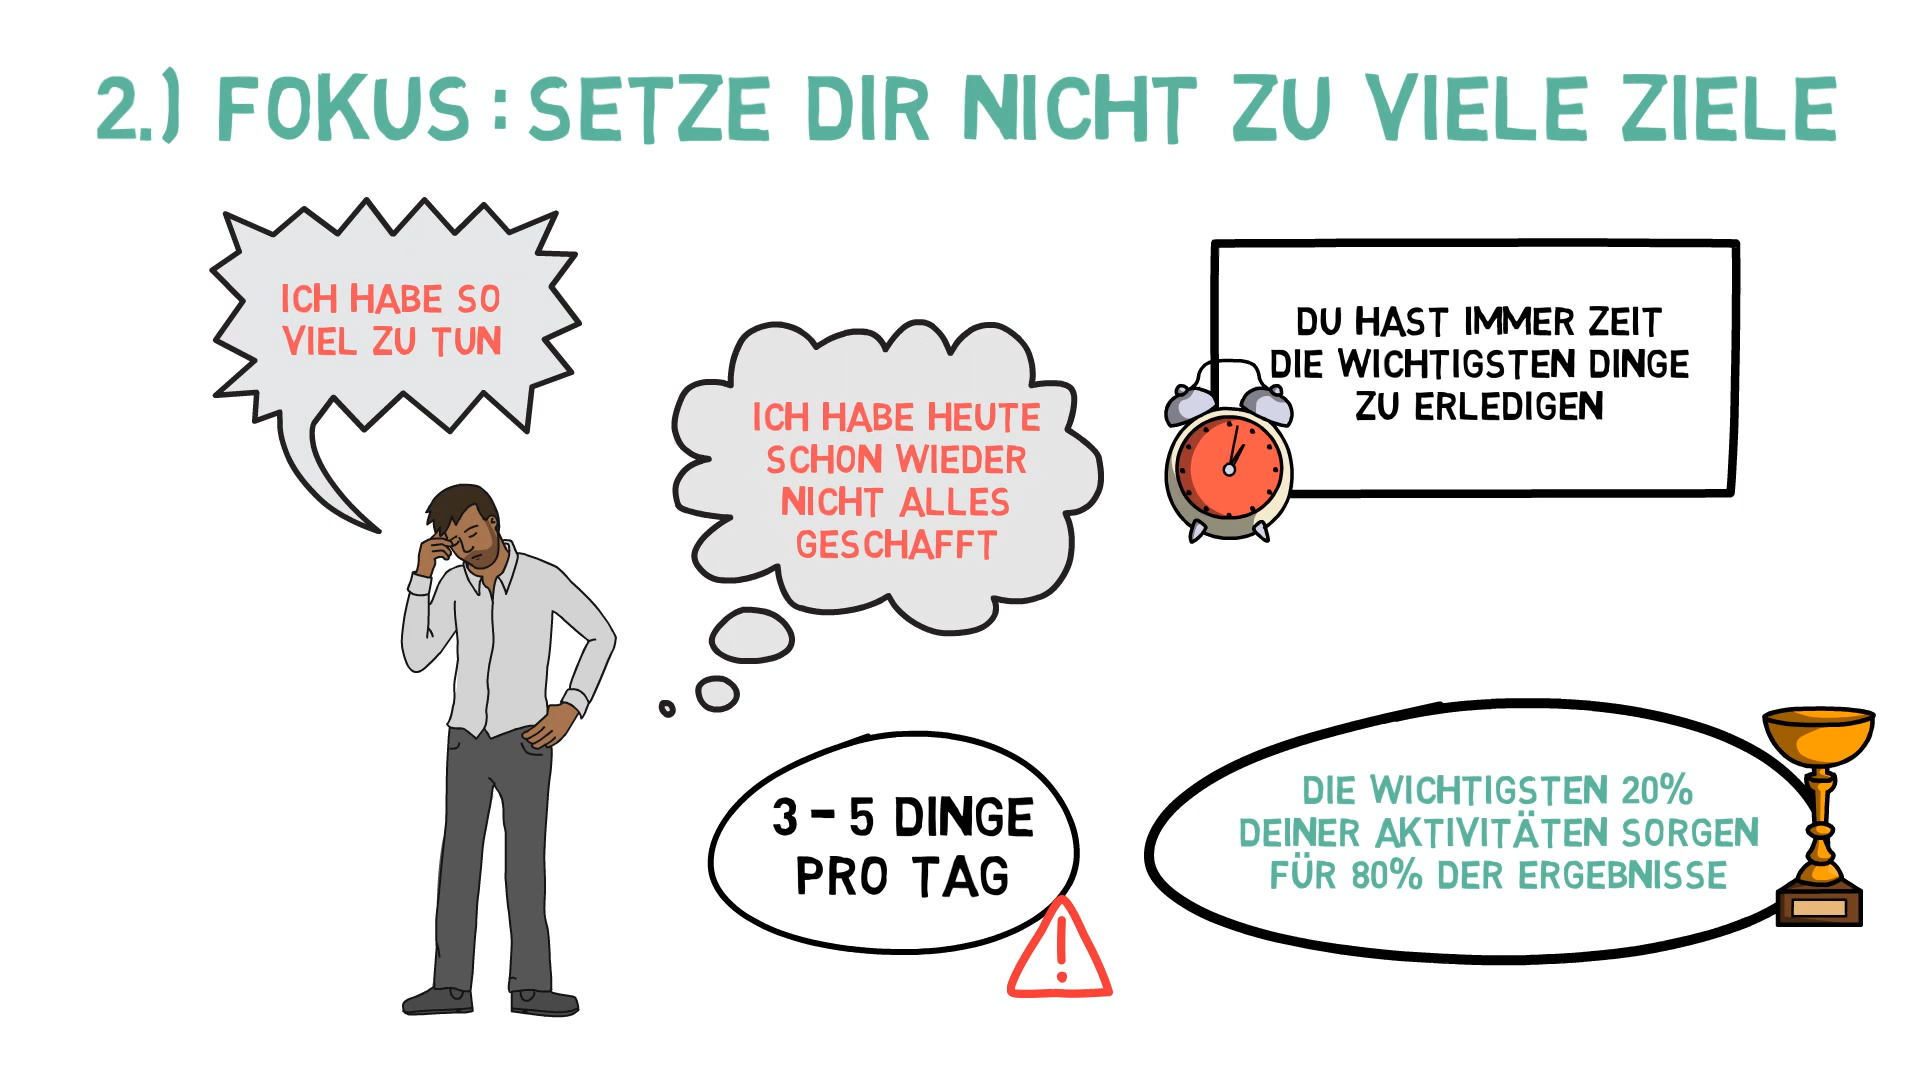 2.) FOKUS: SETZE DIR NICHT ZU VIELE ZIELE
ICH HABE SO
VIEL ZU TUN
ICH HABE HEUTE
SCHON WIEDER
NICHT ALLES
GESCHAFFT
DU HAST IMMER ZEIT
DIE WICHTIGSTEN DINGE
ZU ERLEDIGEN
3 – 5 DINGE
PRO TAG
DIE WICHTIGSTEN 20%
DEINER AKTIVITÄTEN SORGEN
FÜR 80% DER ERGEBNISSE